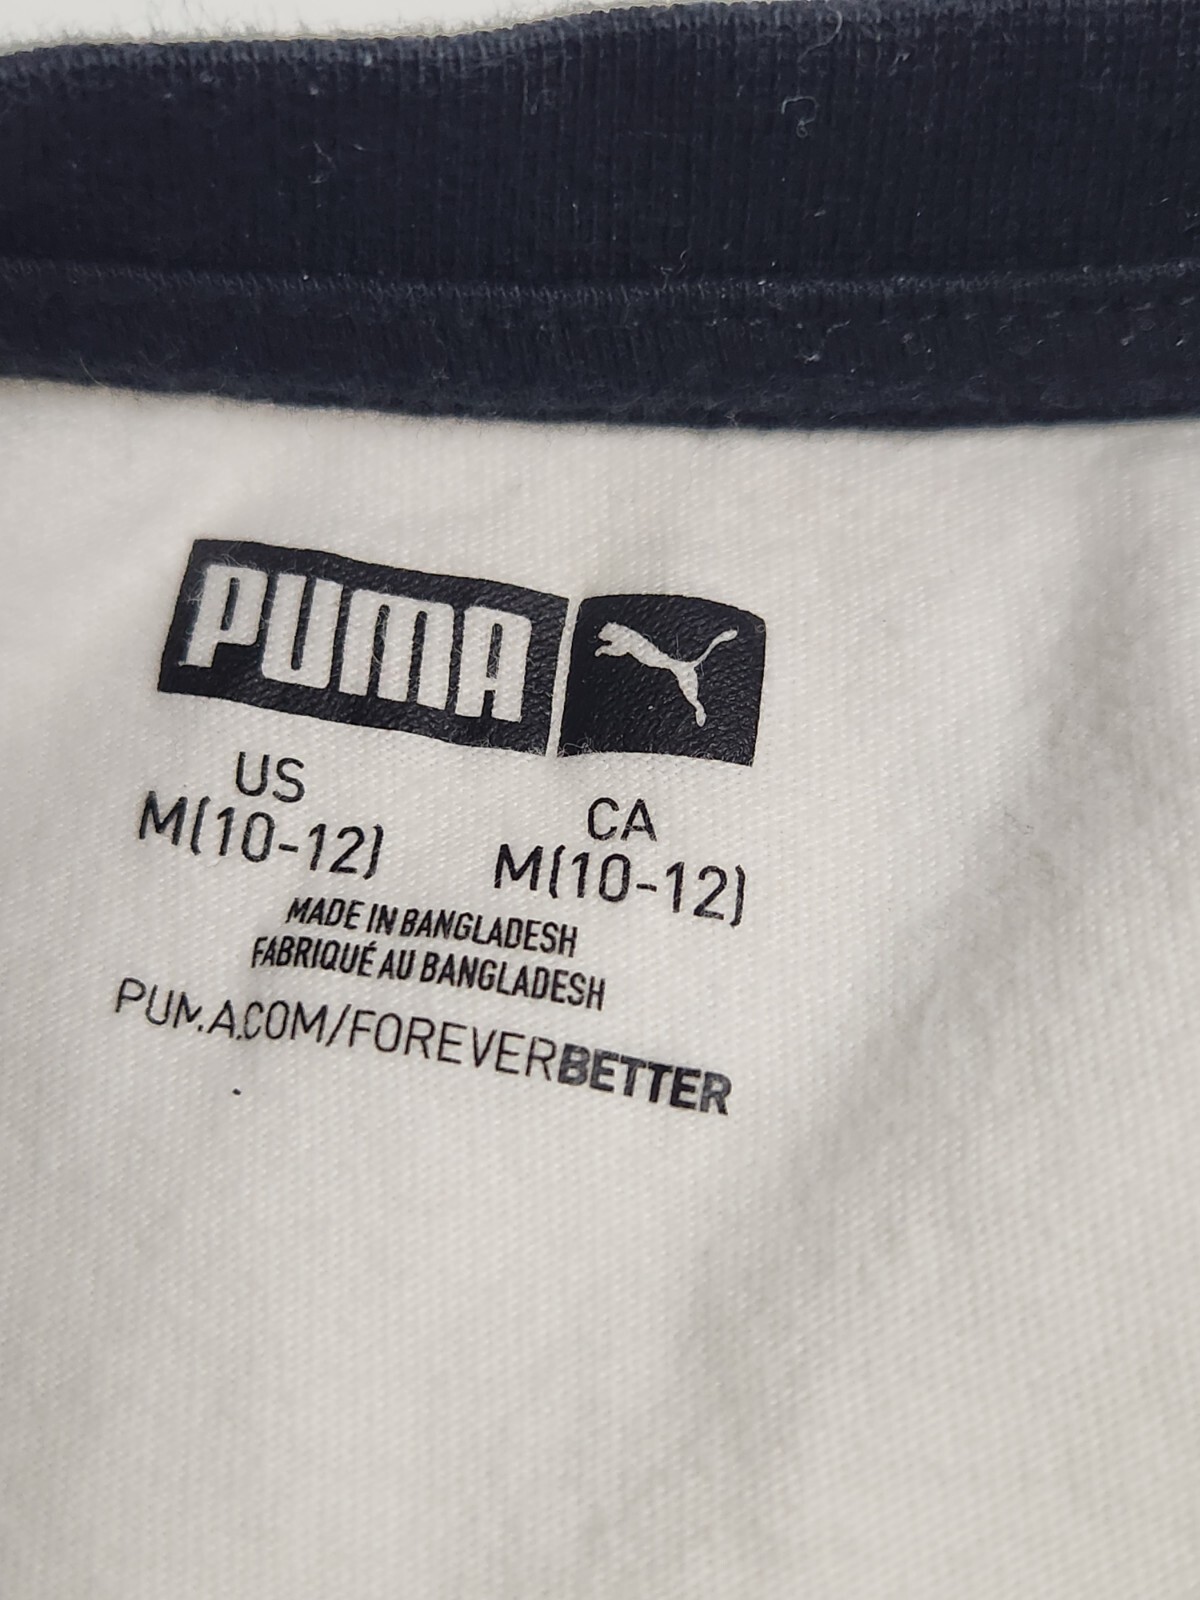 PUMA
US CA
M(10-12) M(10-12)
MADE IN BANGLADESH
FABRIQUÉ AU BANGLADESH
PUMA.COM/FOREVERBETTER